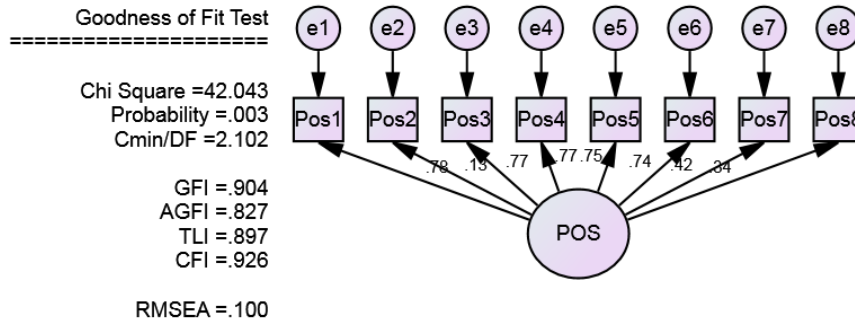 Goodness of Fit Test
=====================
Chi Square =42.043
Probability =.003
Cmin/DF =2.102
GFI =.904
AGFI =.827
TLI =.897
CFI =.926
RMSEA =.100
e1 e2 e3 e4 e5 e6 e7 e8
Pos1 Pos2 Pos3 Pos4 Pos5 Pos6 Pos7 Pos8
.78 .13 .77 .77 .75 .74 .42 .34
POS